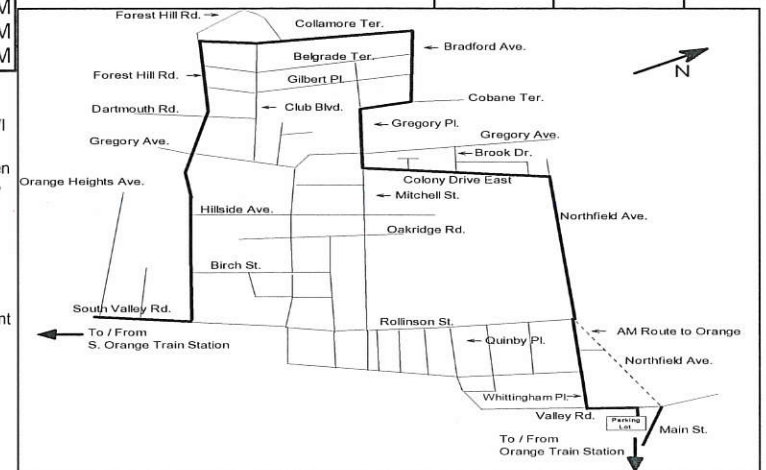 M
M
M
Forest Hill Rd.
Collamore Ter.
Bradford Ave.
Belgrade Ter.
Forest Hill Rd.
Gilbert Pl.
N
Dartmouth Rd.
Club Blvd.
Cobane Ter.
Gregory Pl.
Gregory Ave.
Gregory Ave.
Brook Dr.
en
Orange Heights Ave.
Colony Drive East
Mitchell St.
Hillside Ave.
Northfield Ave.
Oakridge Rd.
Birch St.
South Valley Rd.
nt
Rollinson St.
AM Route to Orange
To / From
S. Orange Train Station
Quinby Pl.
Northfield Ave.
Whittingham Pl.
Valley Rd.
Parking
Lot
Main St.
To / From
Orange Train Station